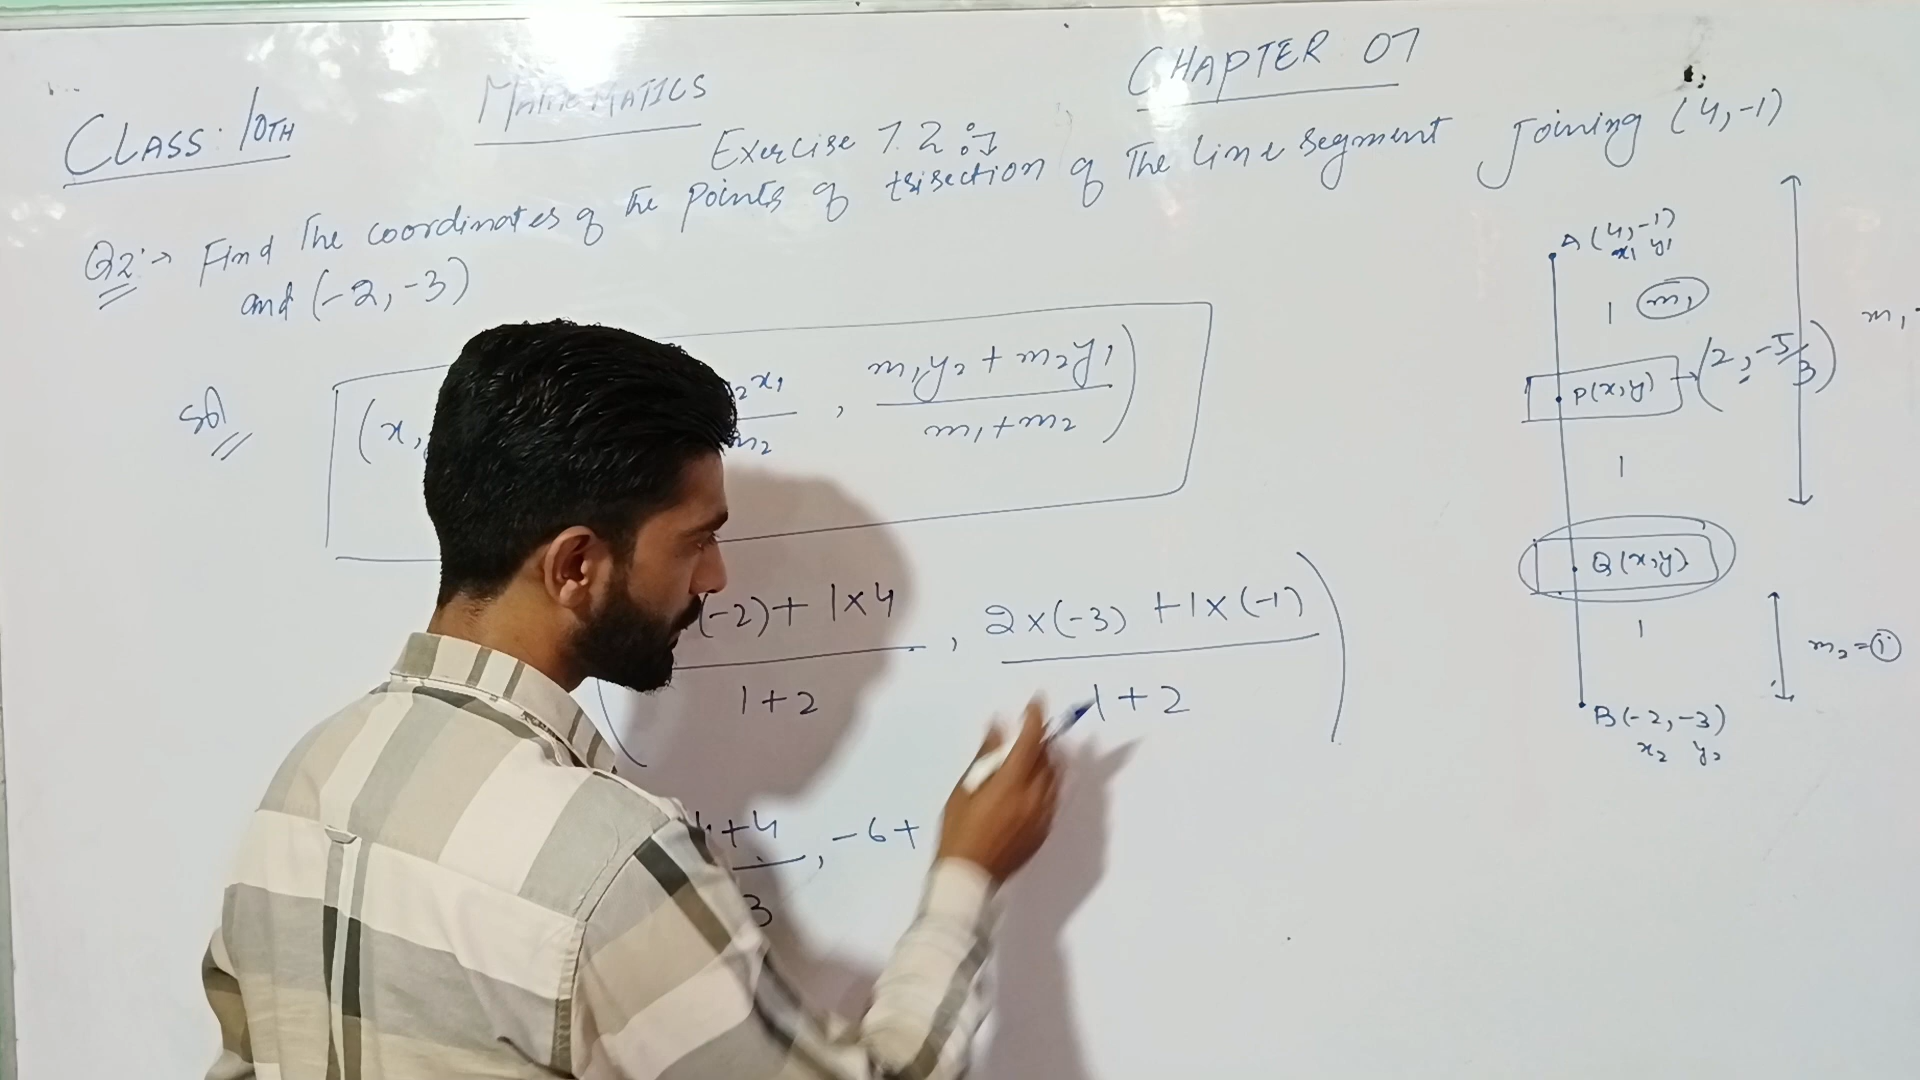 CLASS: 10TH
MATHEMATICS
CHAPTER 07
Exercise 7.2
Q2 → Find The coordinates of the points of trisection of The line segment Joining (4,-1)
and (-2,-3)
Sol
(x, 2x1 / m2 , m1y2 + m2y1 / m1+m2)
(-2)+1×4 / 1+2 , 2×(-3) +1×(-1) / 1+2
+4 / 3 , -6+
A(4,-1)
x1 y1
1 m1
m1
P(x,y) → (2, -5/3)
1
Q(x,y)
1
m2=1
B(-2,-3)
x2 y2